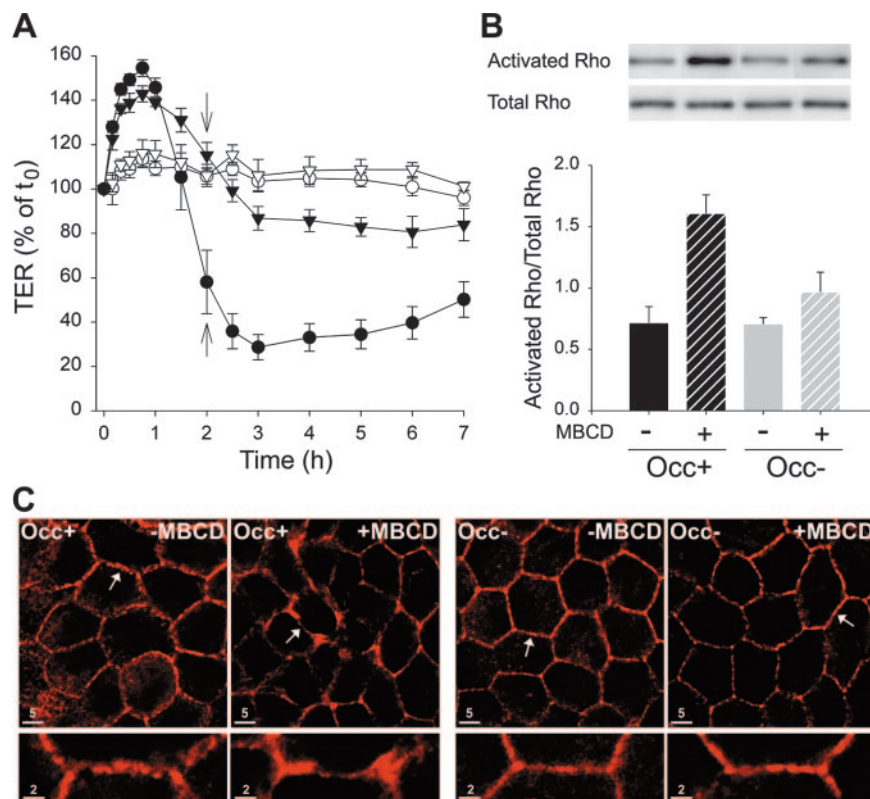 A
160
140
120
100
80
60
40
20
0
TER (% of t0)
0 1 2 3 4 5 6 7
Time (h)
B
Activated Rho
Total Rho
2.0
1.5
1.0
0.5
0.0
Activated Rho/Total Rho
MBCD - + - +
Occ+ Occ-
C
Occ+ -MBCD Occ+ +MBCD Occ- -MBCD Occ- +MBCD
5 5 5 5
2 2 2 2